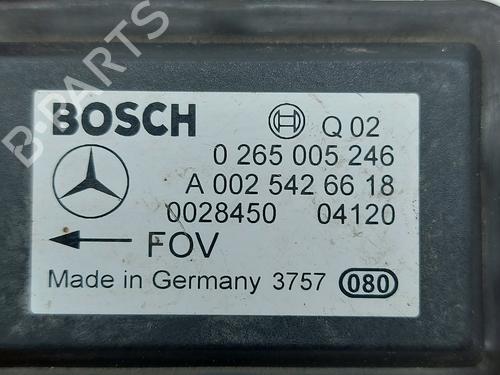 B-PARTS
BOSCH Q 02
0 265 005 246
A 002 542 66 18
0028450 04120
FOV
Made in Germany 3757 080